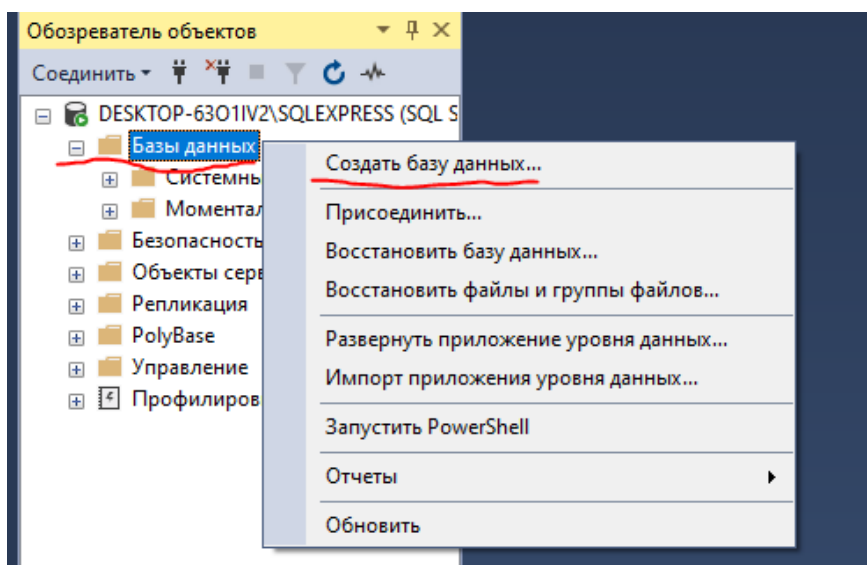 Обозреватель объектов
Соединить
DESKTOP-63O1IV2\SQLEXPRESS (SQL S
Базы данных
Системнь
Моментал
Безопасность
Объекты серв
Репликация
PolyBase
Управление
Профилиров
Создать базу данных...
Присоединить...
Восстановить базу данных...
Восстановить файлы и группы файлов...
Развернуть приложение уровня данных...
Импорт приложения уровня данных...
Запустить PowerShell
Отчеты
Обновить